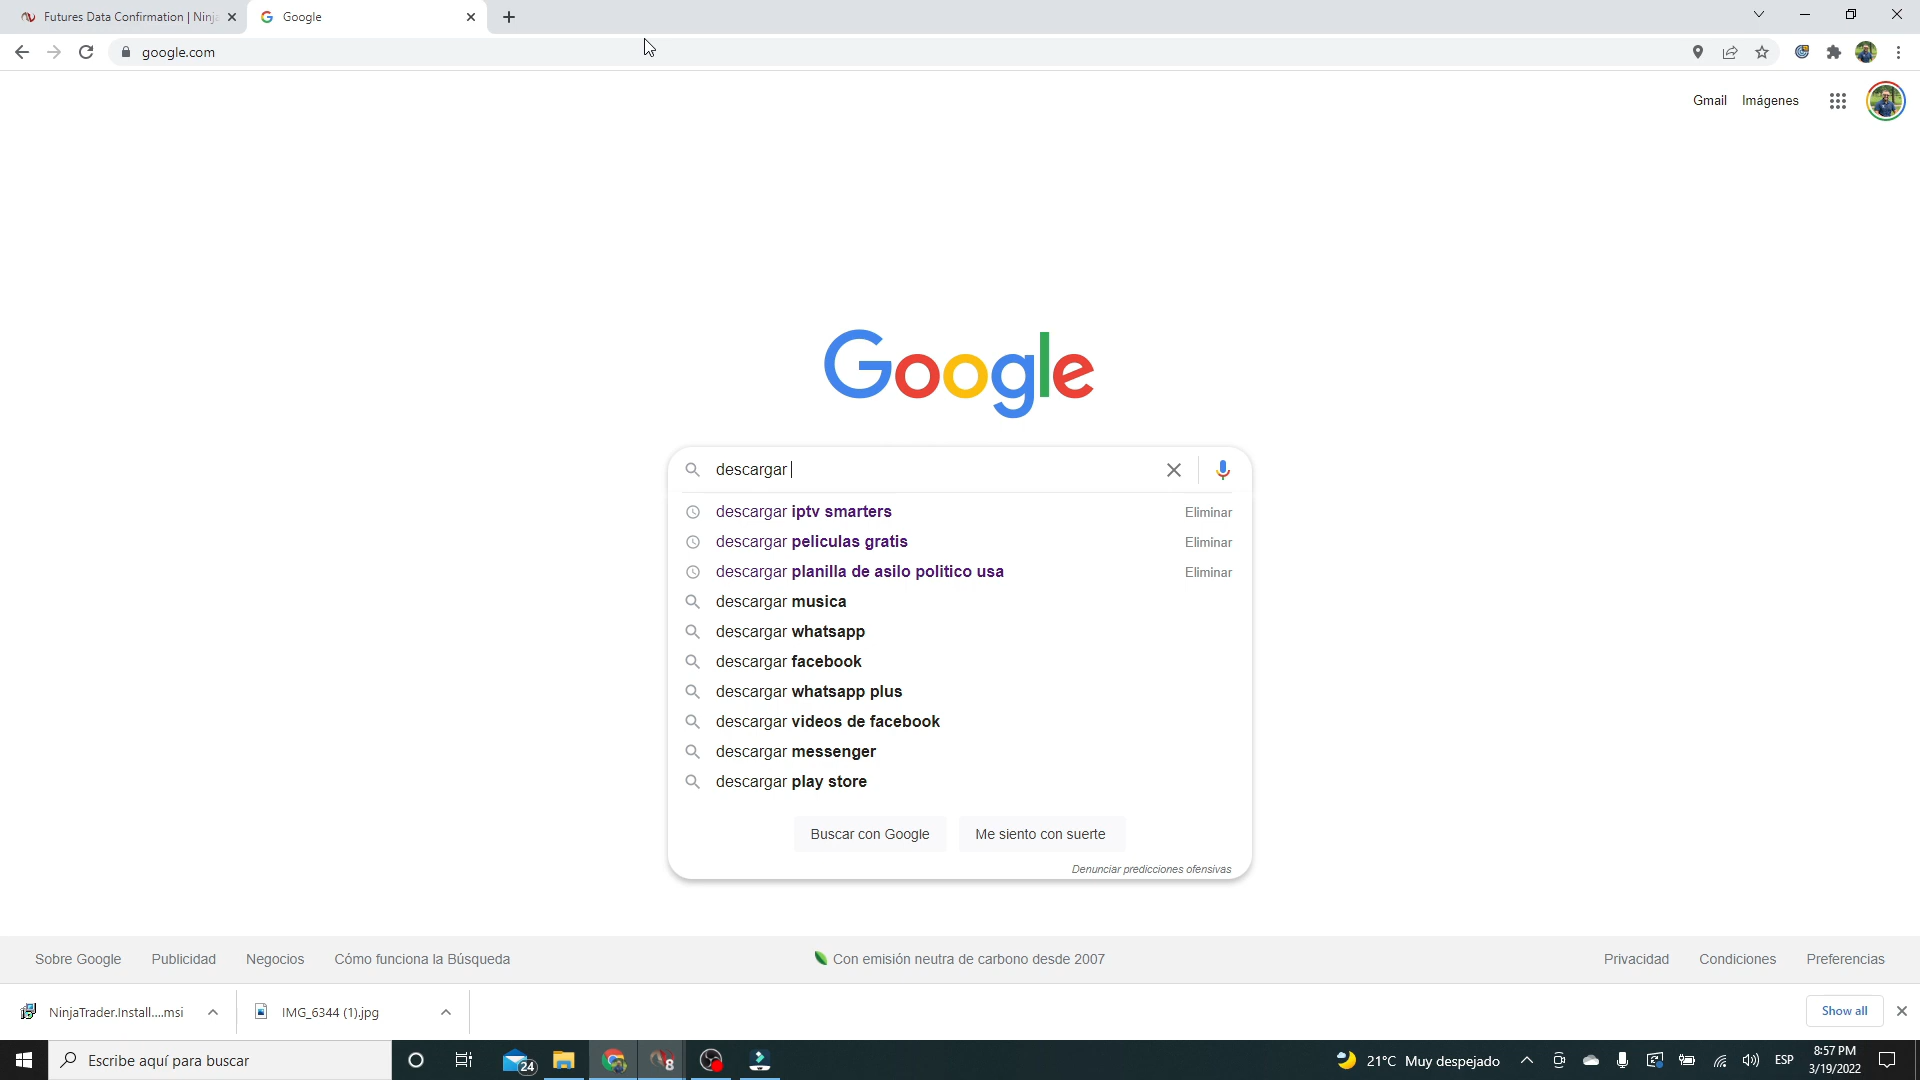 Futures Data Confirmation | Ninja
Google
google.com
Gmail Imágenes
Google
descargar
descargar iptv smarters Eliminar
descargar peliculas gratis Eliminar
descargar planilla de asilo politico usa Eliminar
descargar musica
descargar whatsapp
descargar facebook
descargar whatsapp plus
descargar videos de facebook
descargar messenger
descargar play store
Buscar con Google Me siento con suerte
Denunciar predicciones ofensivas
Sobre Google Publicidad Negocios Cómo funciona la Búsqueda Con emisión neutra de carbono desde 2007 Privacidad Condiciones Preferencias
NinjaTrader.Install....msi IMG_6344 (1).jpg Show all
Escribe aquí para buscar 24 8 21°C Muy despejado ESP 8:57 PM
3/19/2022